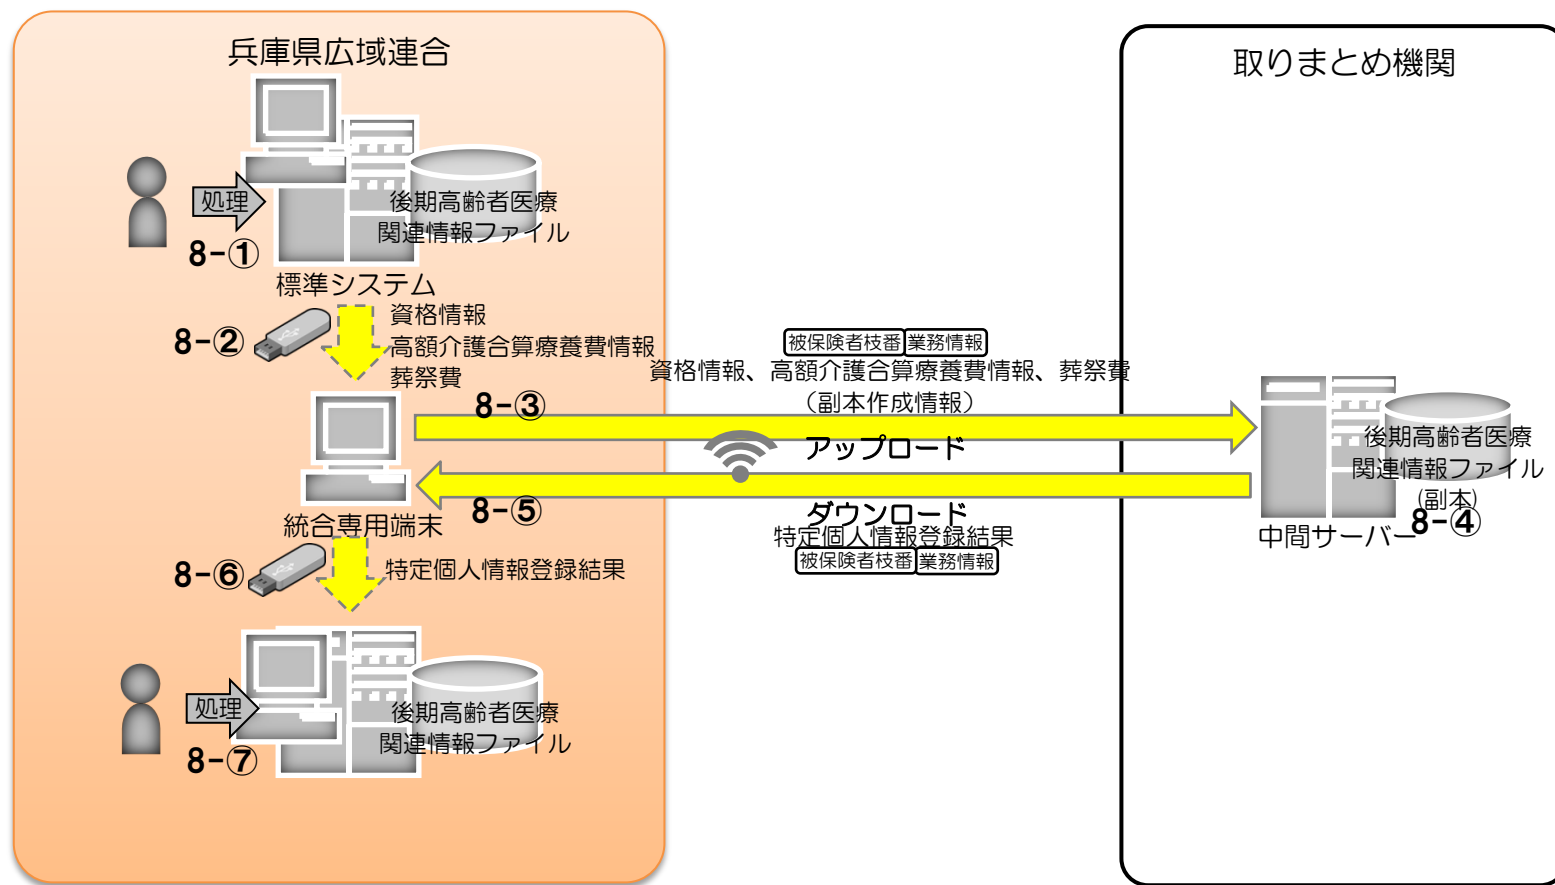 兵庫県広域連合
処理
8-①
後期高齢者医療
関連情報ファイル
標準システム
8-②
資格情報
高額介護合算療養費情報
葬祭費
8-③
被保険者枝番 業務情報
資格情報、高額介護合算療養費情報、葬祭費
（副本作成情報）
アップロード
取りまとめ機関
後期高齢者医療
関連情報ファイル
(副本)
8-④
中間サーバー
8-⑤
ダウンロード
特定個人情報登録結果
被保険者枝番 業務情報
統合専用端末
8-⑥
特定個人情報登録結果
処理
8-⑦
後期高齢者医療
関連情報ファイル